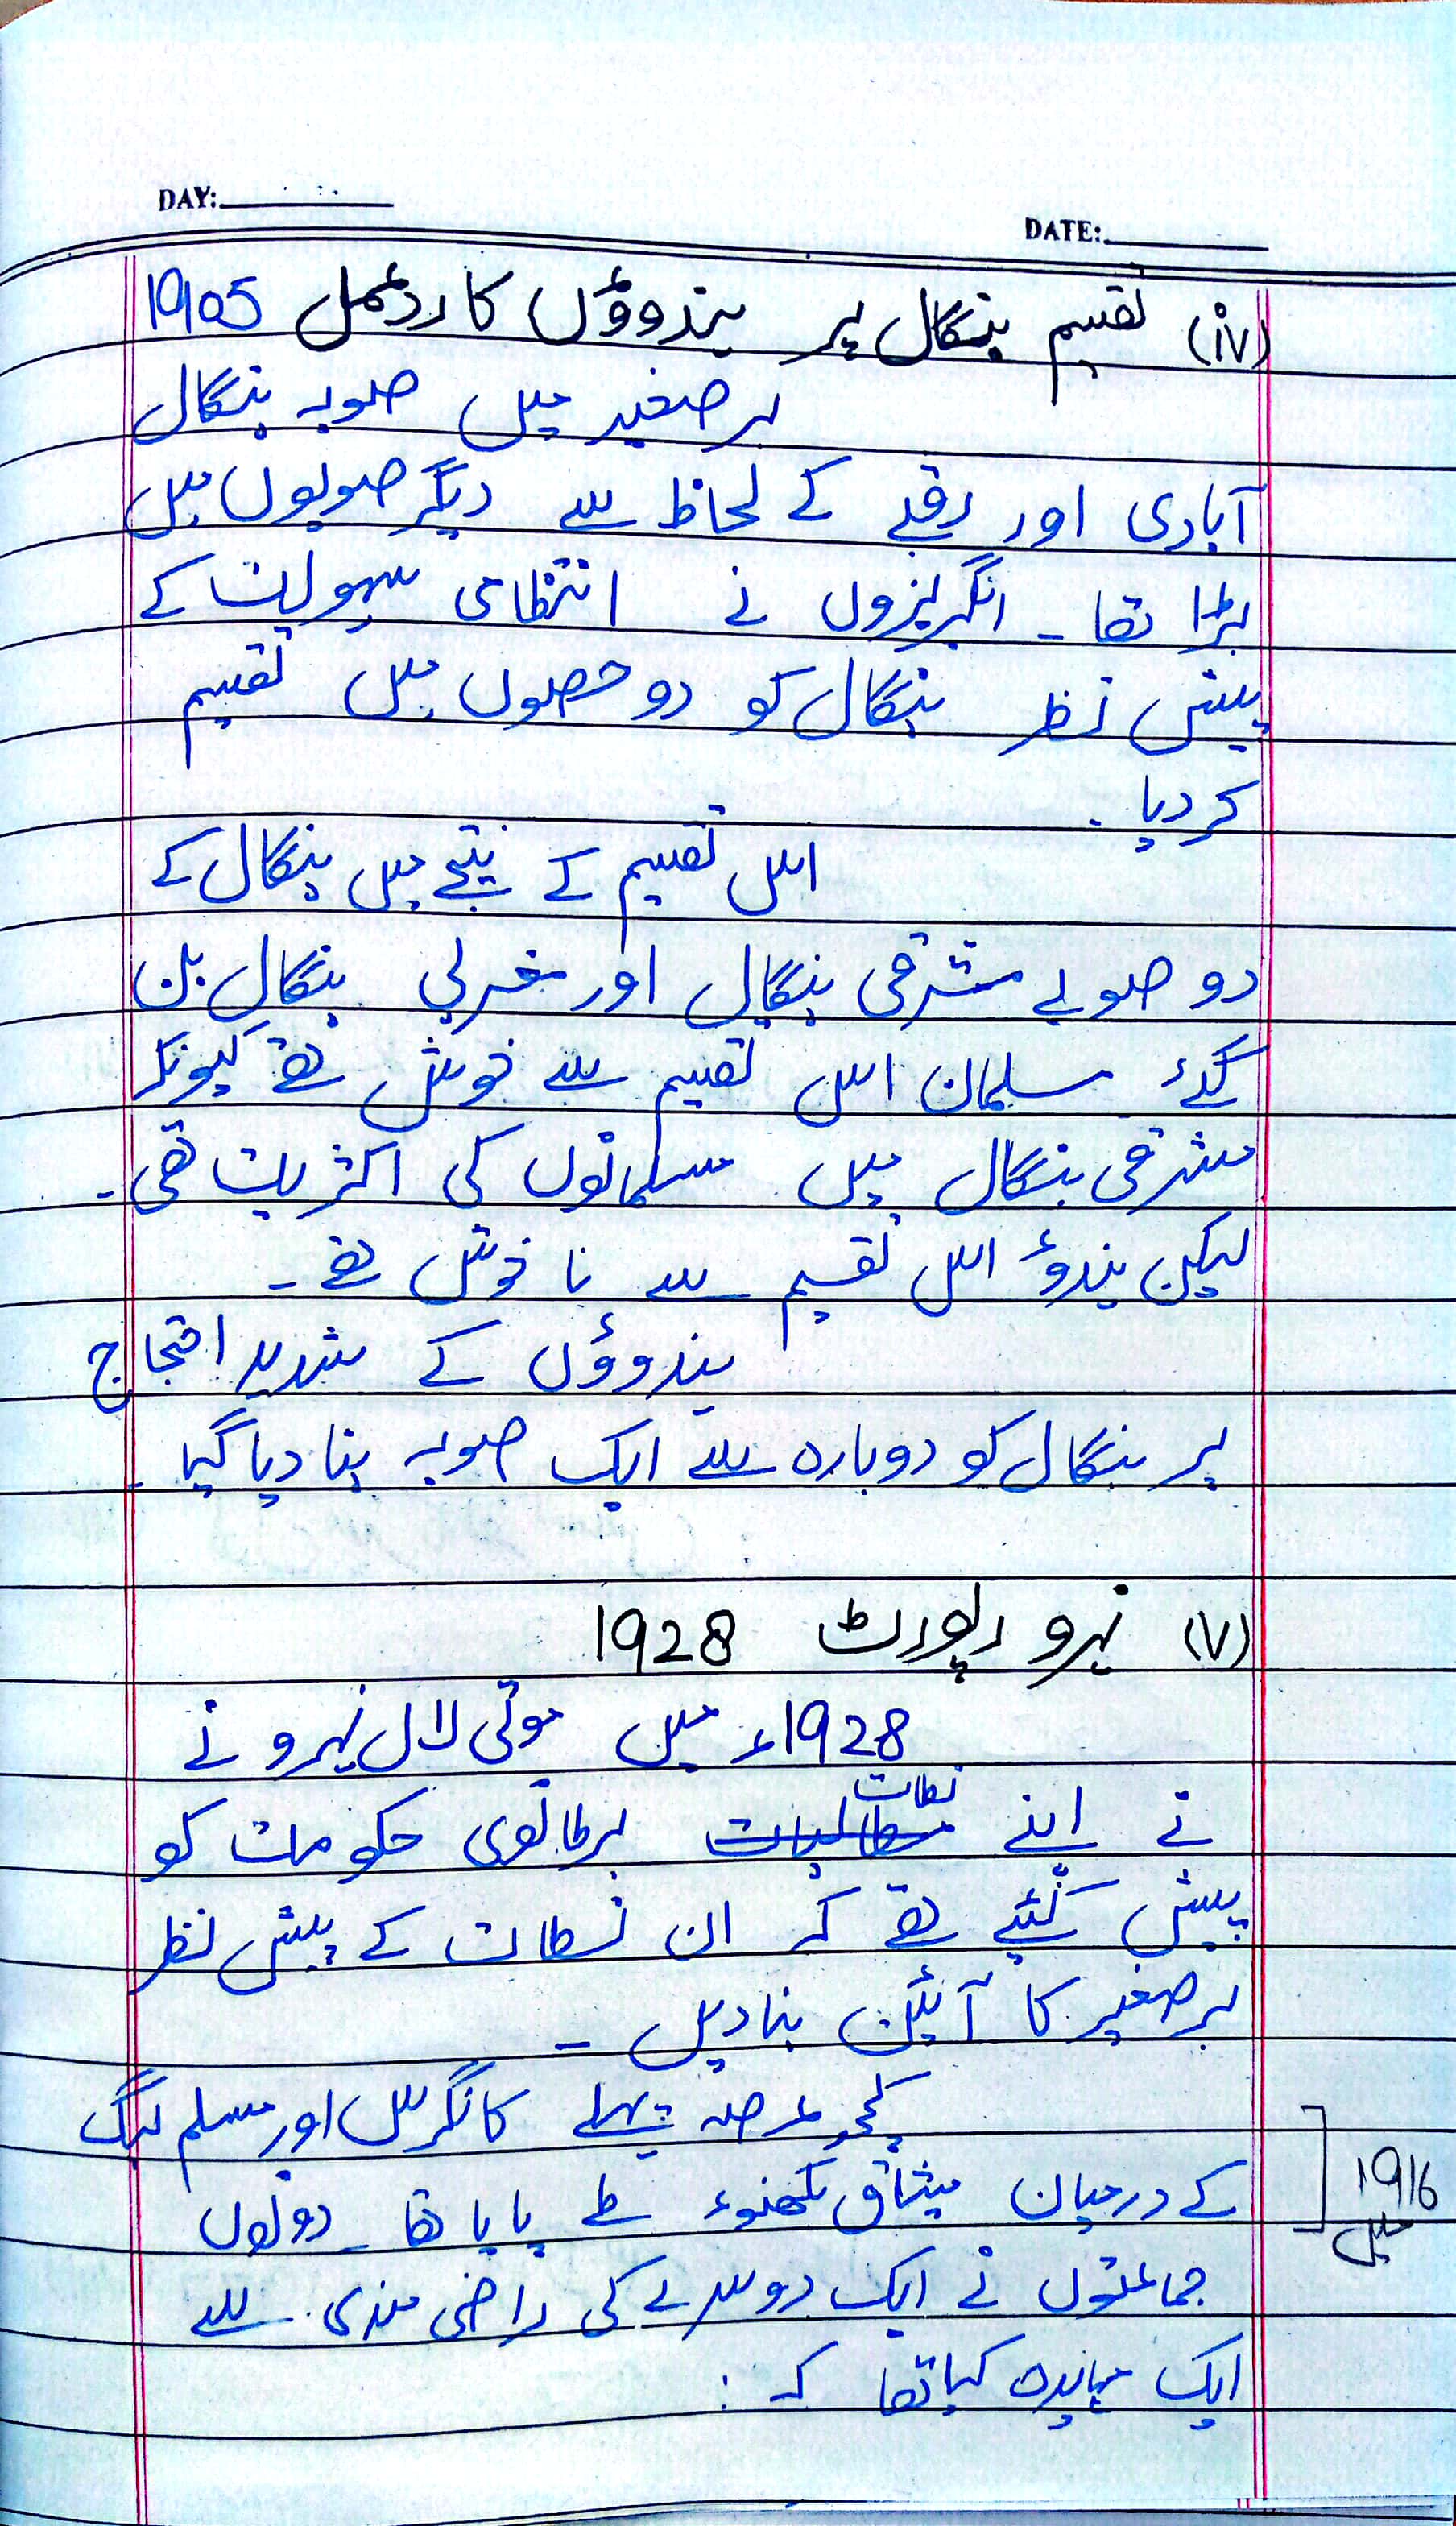 DAY:
DATE:
(iv) تقسیم بنگال پر ہندوؤں کا ردعمل 1905
برصغیر میں صوبہ بنگال
آبادی اور رقبے کے لحاظ سے دیگر صوبوں میں
بڑا تھا۔ انگریزوں نے انتظامی سہولت کے
پیش نظر بنگال کو دو حصوں میں تقسیم
کر دیا۔
اس تقسیم کے نتیجے میں بنگال کے
دو صوبے مشرقی بنگال اور مغربی بنگال بن
گئے مسلمان اس تقسیم سے خوش تھے کیونکہ
مشرقی بنگال میں مسلمانوں کی اکثریت تھی۔
لیکن ہندوؤ اس تقسیم سے نا خوش تھے۔
ہندوؤں کے شدید احتجاج
پر بنگال کو دوبارہ سے ایک صوبہ بنا دیا گیا۔
(v) نہرو رپورٹ 1928
1928ء میں موتی لال نہرو نے
نے اپنے مطالبات نکات برطانوی حکومت کو
پیش کئیے تھے کہ ان نکات کے پیش نظر
برصغیر کا آئین بنا دیں۔
کچھ عرصہ پہلے کانگرس اور مسلم لیگ
کے درمیان میثاق لکھنوء طے پایا تھا۔ دونوں
1916 میں
جماعتوں نے ایک دوسرے کی راضی مندی سے
ایک معاہدہ کیا تھا کہ :